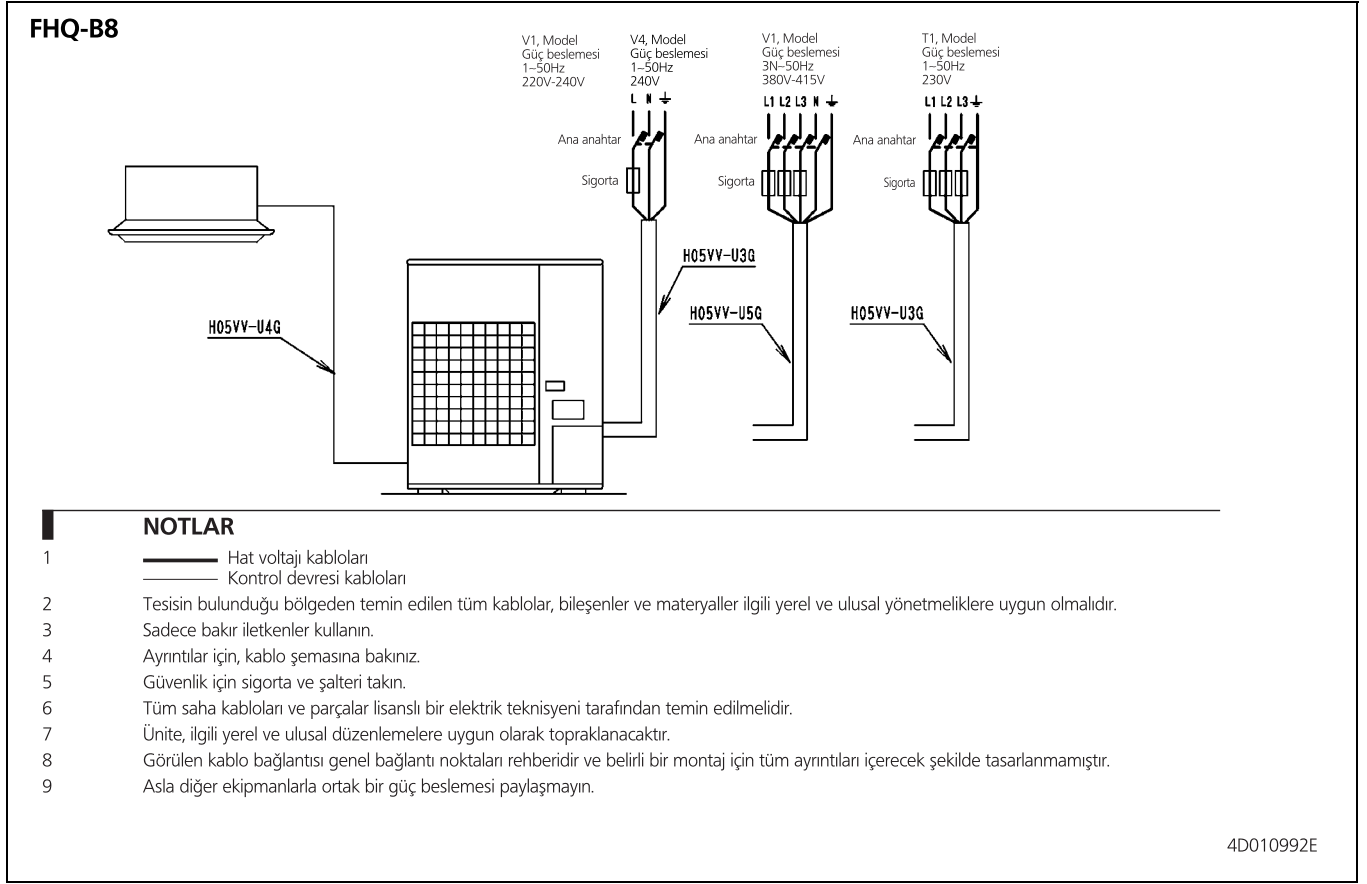 FHQ-B8
V1, Model
Güç beslemesi
1~50Hz
220V-240V
V4, Model
Güç beslemesi
1~50Hz
240V
L N
Ana anahtar
Sigorta
V1, Model
Güç beslemesi
3N~50Hz
380V-415V
L1 L2 L3 N
Ana anahtar
Sigorta
T1, Model
Güç beslemesi
1~50Hz
230V
L1 L2 L3
Ana anahtar
Sigorta
H05VV-U3G
H05VV-U5G
H05VV-U3G
H05VV-U4G
NOTLAR
1 Hat voltajı kabloları
Kontrol devresi kabloları
2 Tesisin bulunduğu bölgeden temin edilen tüm kablolar, bileşenler ve materyaller ilgili yerel ve ulusal yönetmeliklere uygun olmalıdır.
3 Sadece bakır iletkenler kullanın.
4 Ayrıntılar için, kablo şemasına bakınız.
5 Güvenlik için sigorta ve şalteri takın.
6 Tüm saha kabloları ve parçalar lisanslı bir elektrik teknisyeni tarafından temin edilmelidir.
7 Ünite, ilgili yerel ve ulusal düzenlemelere uygun olarak topraklanacaktır.
8 Görülen kablo bağlantısı genel bağlantı noktaları rehberidir ve belirli bir montaj için tüm ayrıntıları içerecek şekilde tasarlanmamıştır.
9 Asla diğer ekipmanlarla ortak bir güç beslemesi paylaşmayın.
4D010992E